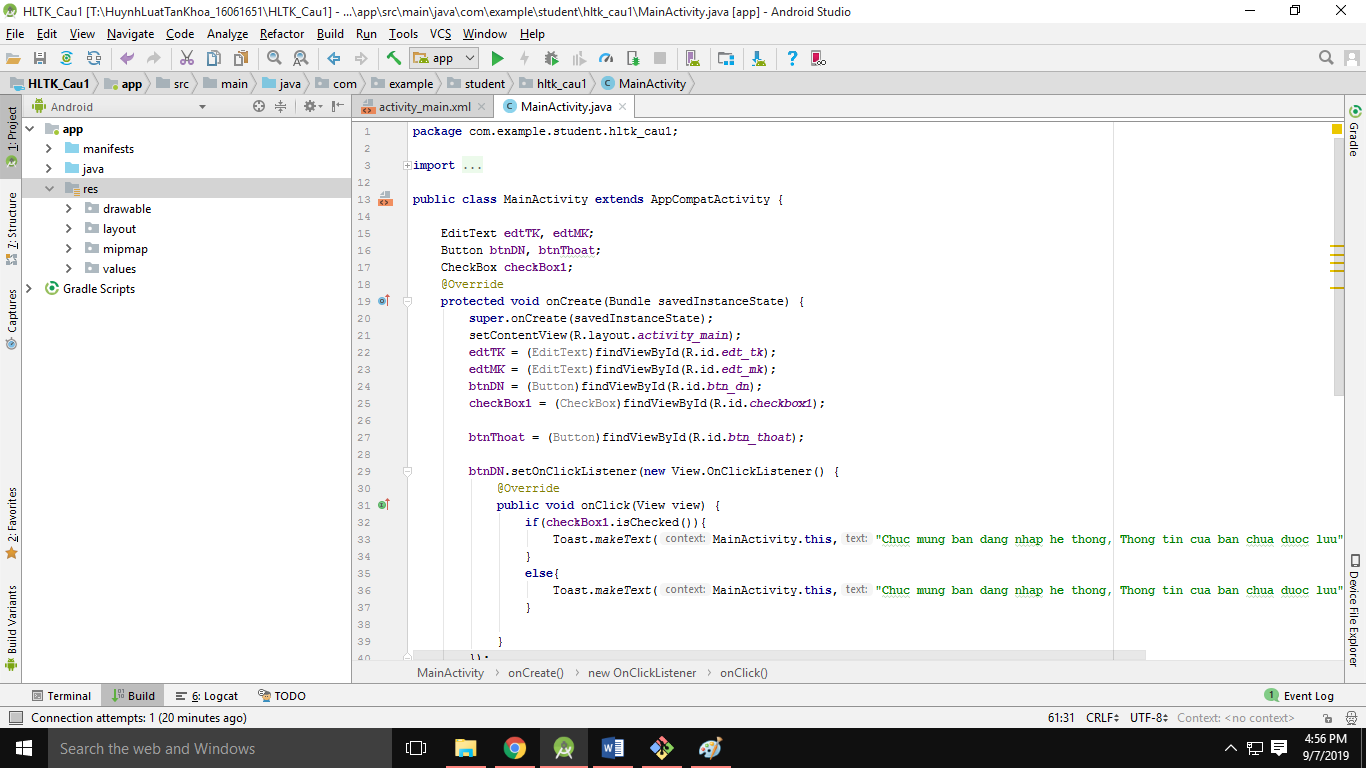 HLTK_Cau1 [T:\HuynhLuatTanKhoa_16061651\HLTK_Cau1] - ...\app\src\main\java\com\example\student\hltk_cau1\MainActivity.java [app] - Android Studio
File Edit View Navigate Code Analyze Refactor Build Run Tools VCS Window Help
app
HLTK_Cau1 app src main java com example student hltk_cau1 MainActivity
Android activity_main.xml MainActivity.java
1: Project
7: Structure
Captures
2: Favorites
Build Variants
app
manifests
java
res
drawable
layout
mipmap
values
Gradle Scripts
1 package com.example.student.hltk_cau1;
2
3 import ...
12
13 public class MainActivity extends AppCompatActivity {
14
15 EditText edtTK, edtMK;
16 Button btnDN, btnThoat;
17 CheckBox checkBox1;
18 @Override
19 protected void onCreate(Bundle savedInstanceState) {
20 super.onCreate(savedInstanceState);
21 setContentView(R.layout.activity_main);
22 edtTK = (EditText)findViewById(R.id.edt_tk);
23 edtMK = (EditText)findViewById(R.id.edt_mk);
24 btnDN = (Button)findViewById(R.id.btn_dn);
25 checkBox1 = (CheckBox)findViewById(R.id.checkbox1);
26
27 btnThoat = (Button)findViewById(R.id.btn_thoat);
28
29 btnDN.setOnClickListener(new View.OnClickListener() {
30 @Override
31 public void onClick(View view) {
32 if(checkBox1.isChecked()){
33 Toast.makeText( context: MainActivity.this, text: "Chuc mung ban dang nhap he thong, Thong tin cua ban chua duoc luu"
34 }
35 else{
36 Toast.makeText( context: MainActivity.this, text: "Chuc mung ban dang nhap he thong, Thong tin cua ban chua duoc luu"
37 }
38
39 }
40 });
Gradle
Device File Explorer
MainActivity onCreate() new OnClickListener onClick()
Terminal Build 6: Logcat TODO 1 Event Log
Connection attempts: 1 (20 minutes ago) 61:31 CRLF UTF-8 Context: <no context>
Search the web and Windows
4:56 PM
9/7/2019